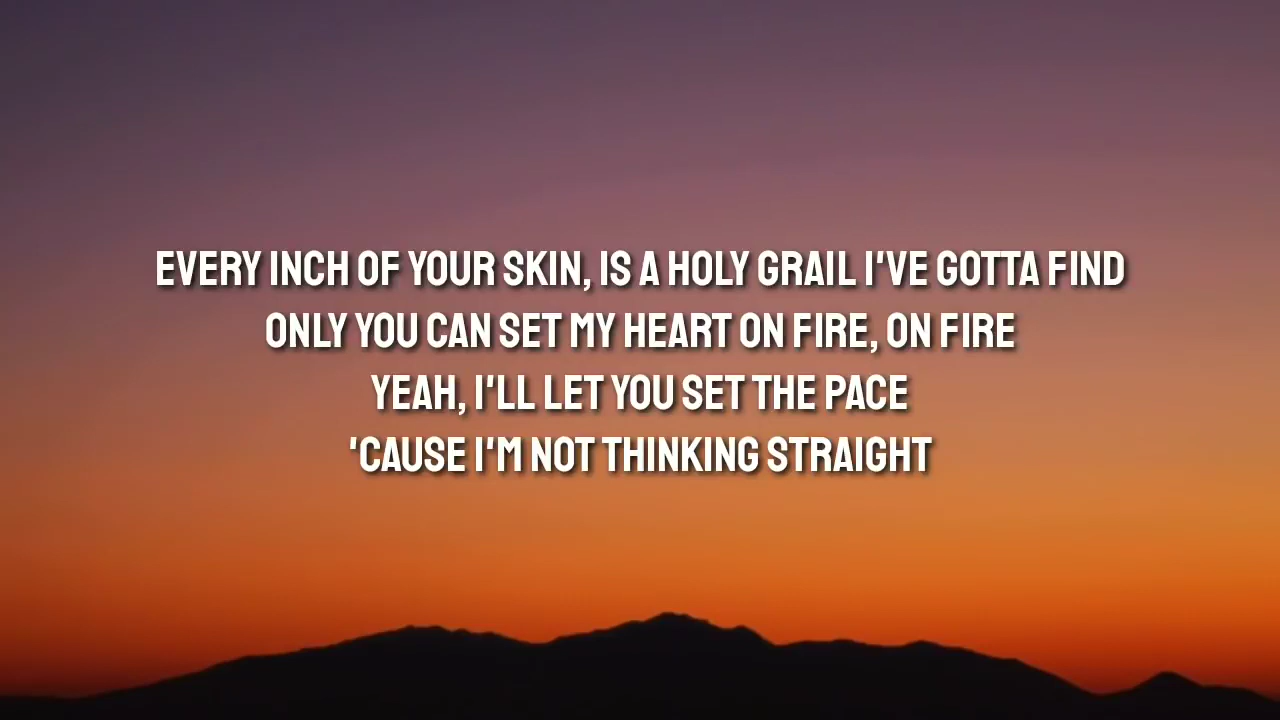 EVERY INCH OF YOUR SKIN, IS A HOLY GRAIL I'VE GOTTA FIND
ONLY YOU CAN SET MY HEART ON FIRE, ON FIRE
YEAH, I'LL LET YOU SET THE PACE
'CAUSE I'M NOT THINKING STRAIGHT